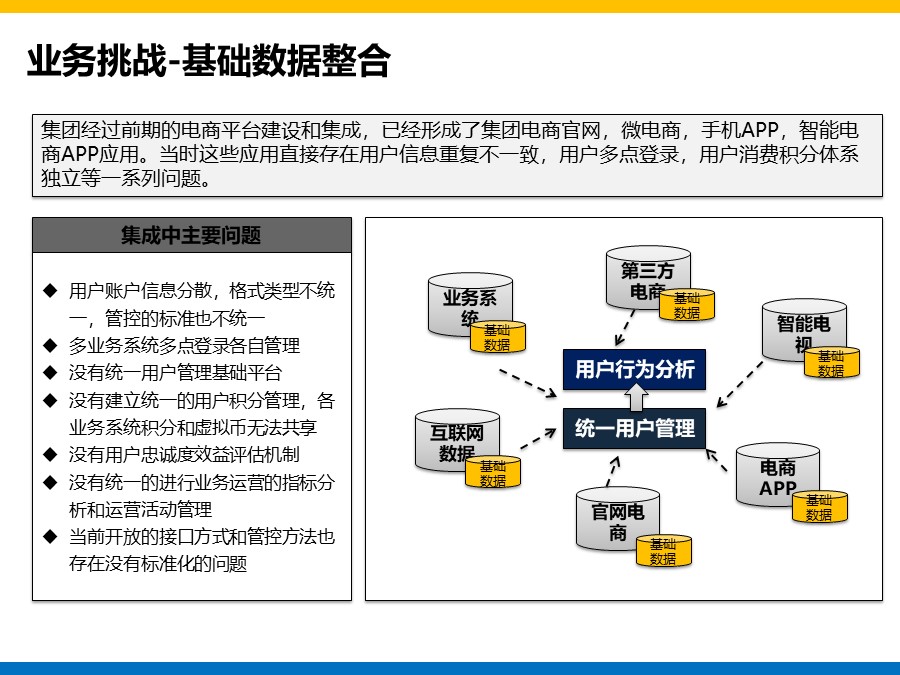 业务挑战-基础数据整合
集团经过前期的电商平台建设和集成，已经形成了集团电商官网，微电商，手机APP，智能电
商APP应用。当时这些应用直接存在用户信息重复不一致，用户多点登录，用户消费积分体系
独立等一系列问题。
集成中主要问题
◆ 用户账户信息分散，格式类型不统
一，管控的标准也不统一
◆ 多业务系统多点登录各自管理
◆ 没有统一用户管理基础平台
◆ 没有建立统一的用户积分管理，各
业务系统积分和虚拟币无法共享
◆ 没有用户忠诚度效益评估机制
◆ 没有统一的进行业务运营的指标分
析和运营活动管理
◆ 当前开放的接口方式和管控方法也
存在没有标准化的问题
第三方
电商
基础
数据
业务系
统
基础
数据
智能电
视
基础
数据
用户行为分析
统一用户管理
互联网
数据
基础
数据
电商
APP
基础
数据
官网电
商
基础
数据